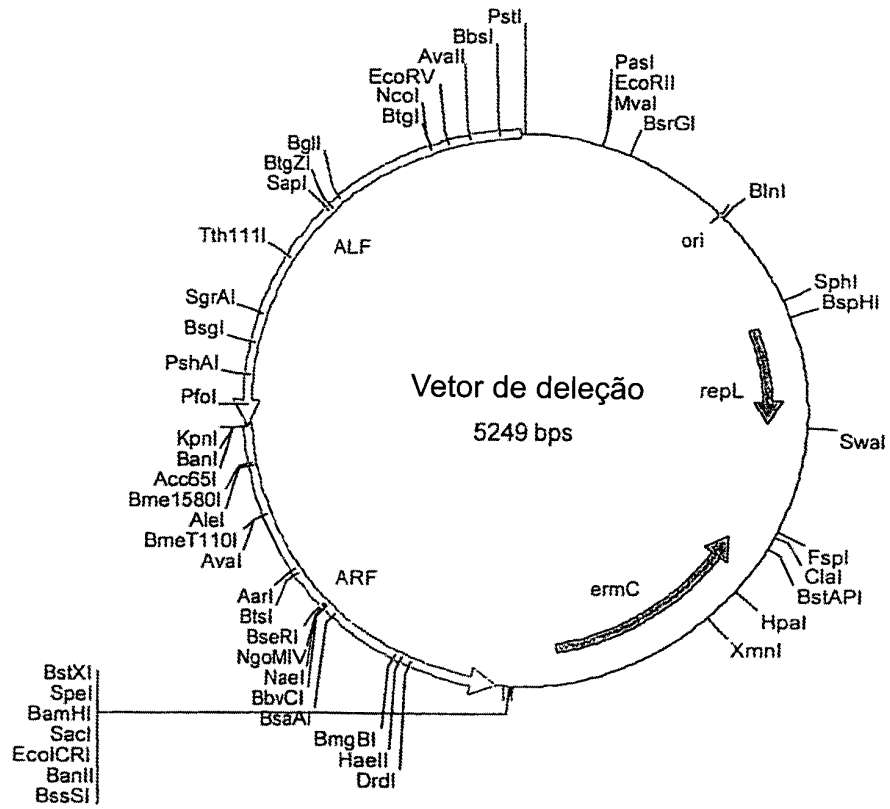 PstI
BbsI
AvaII
EcoRV
NcoI
BtgI
BglI
BtgZI
SapI
Tth111I
SgrAI
BsgI
PshAI
PfoI
KpnI
BanI
Acc65I
Bme1580I
AleI
BmeT110I
AvaI
AarI
BtsI
BseRI
NgoMIV
NaeI
BbvCI
BsaAI
BmgBI
HaeII
DrdI
BstXI
SpeI
BamHI
SacI
EcoICRI
BanII
BssSI
PasI
EcoRII
MvaI
BsrGI
BlnI
ori
SphI
BspHI
repL
SwaI
FspI
ClaI
BstAPI
HpaI
XmnI
ermC
ALF
ARF
Vetor de deleção
5249 bps